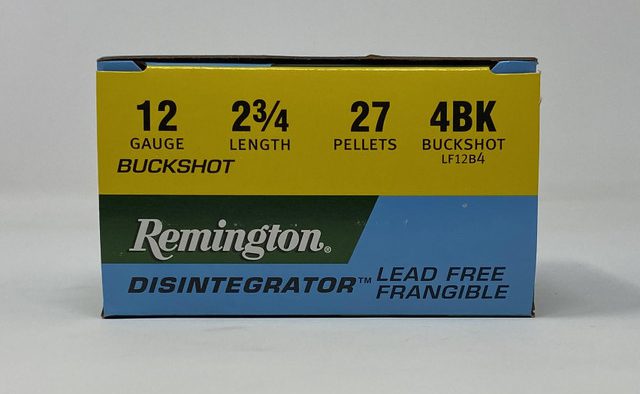 12 2¾ 27 4BK
GAUGE LENGTH PELLETS BUCKSHOT
LF12B4
BUCKSHOT
Remington®
DISINTEGRATOR™ LEAD FREE
FRANGIBLE